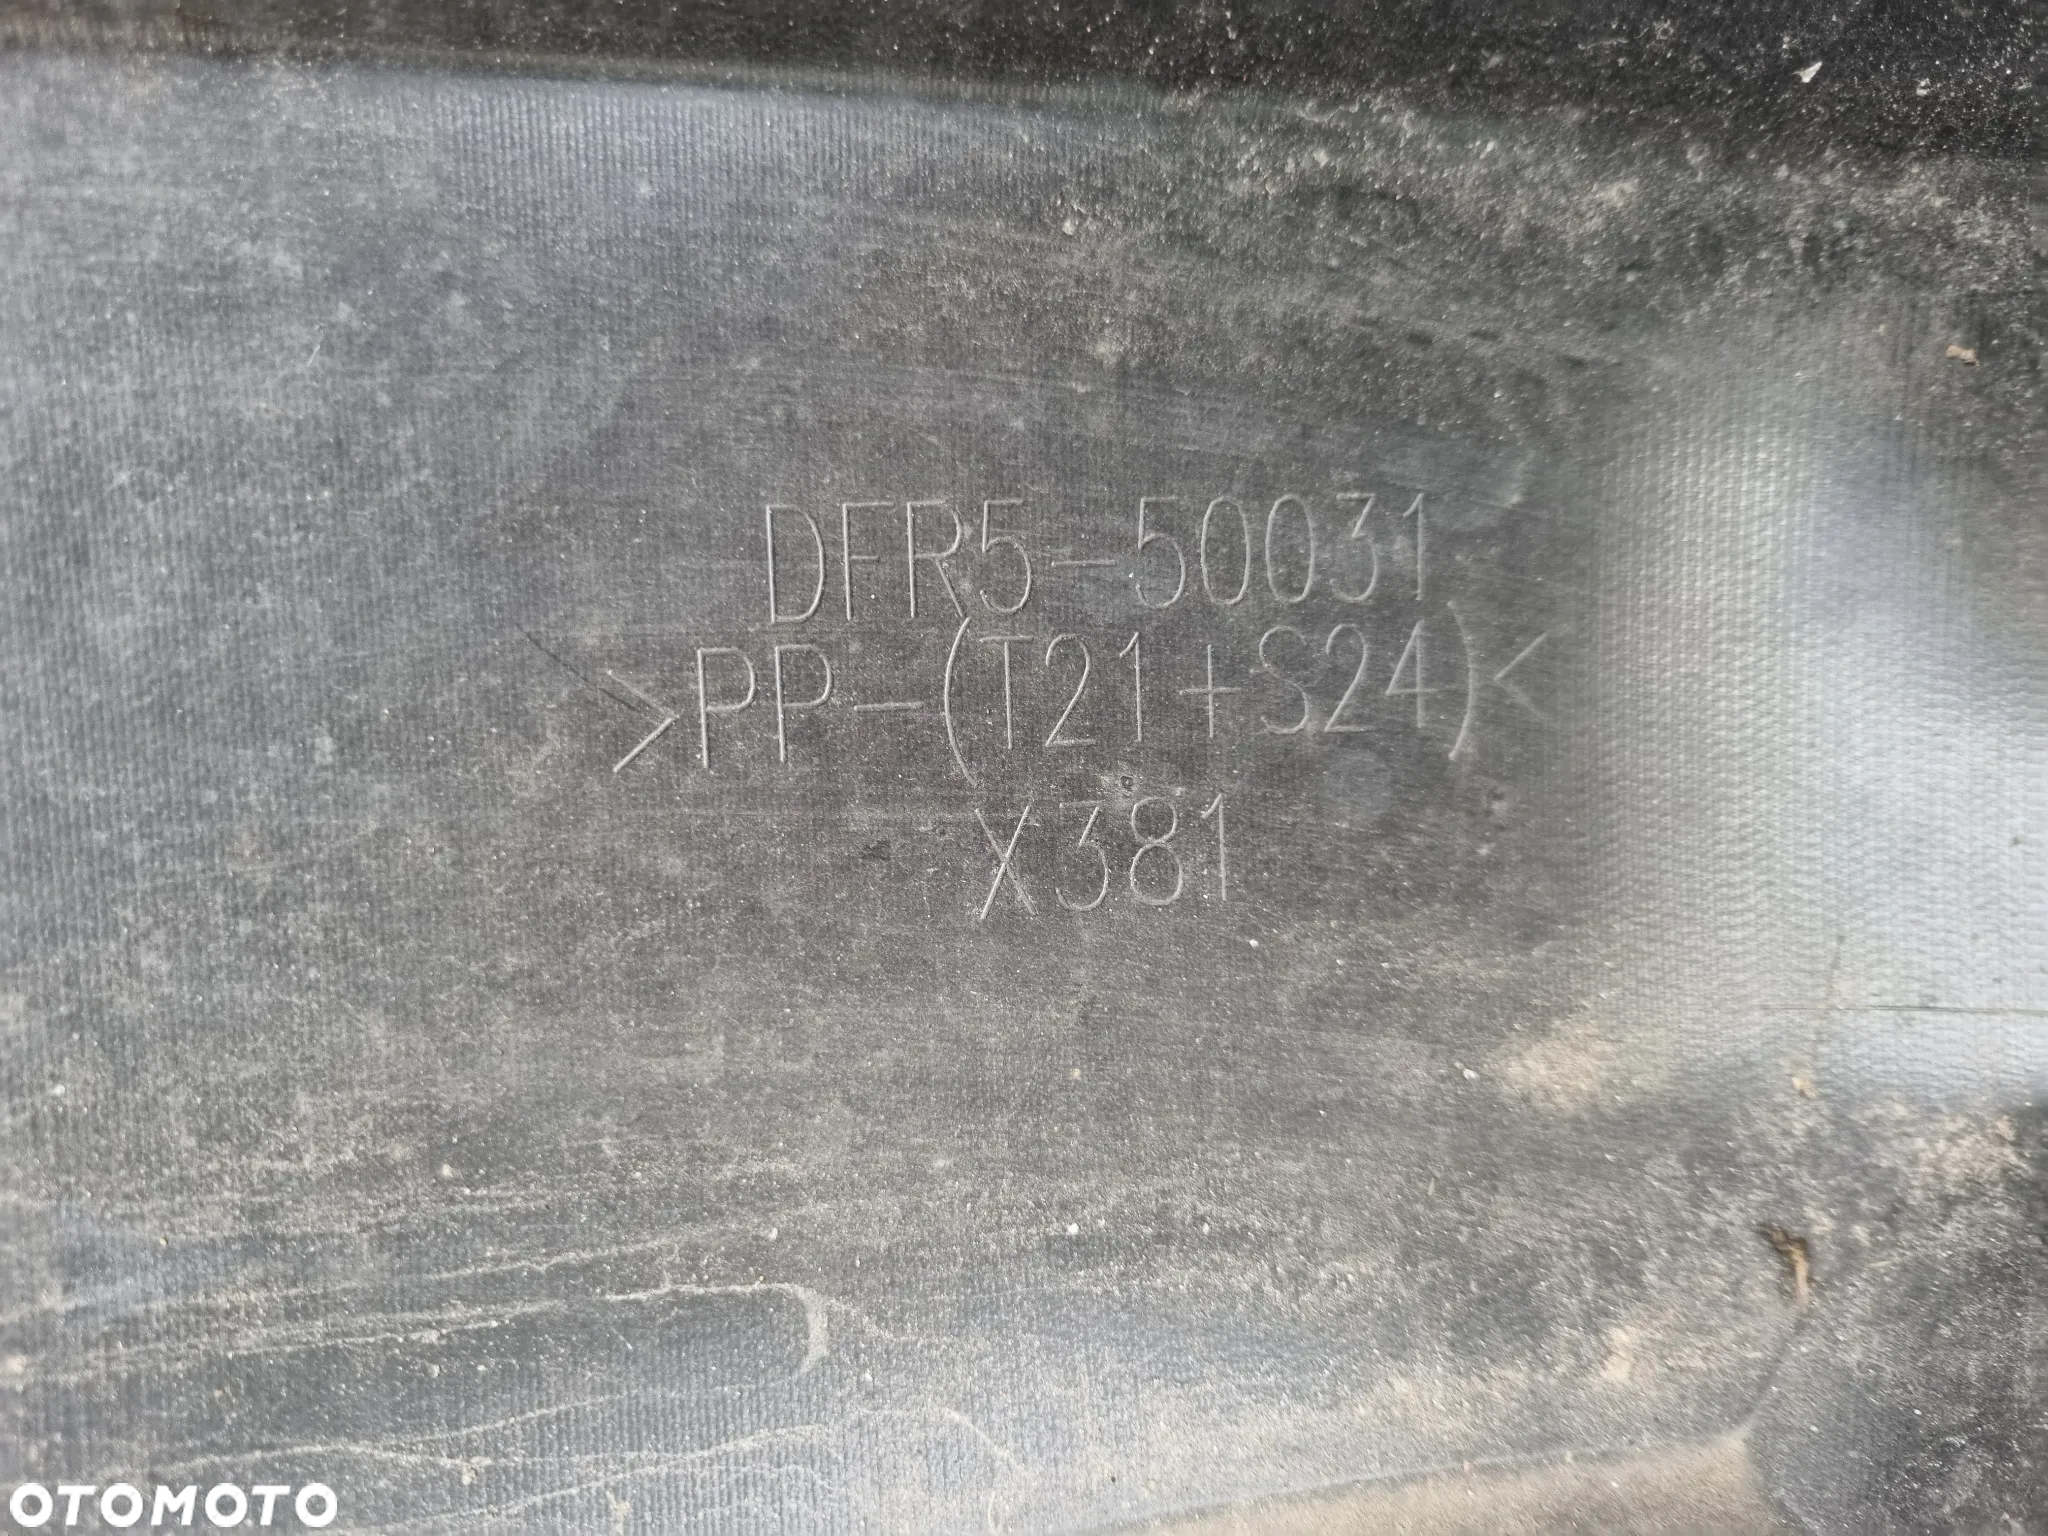 DFR5-50031
>PP-(T21+S24)<
X381
OTOMOTO